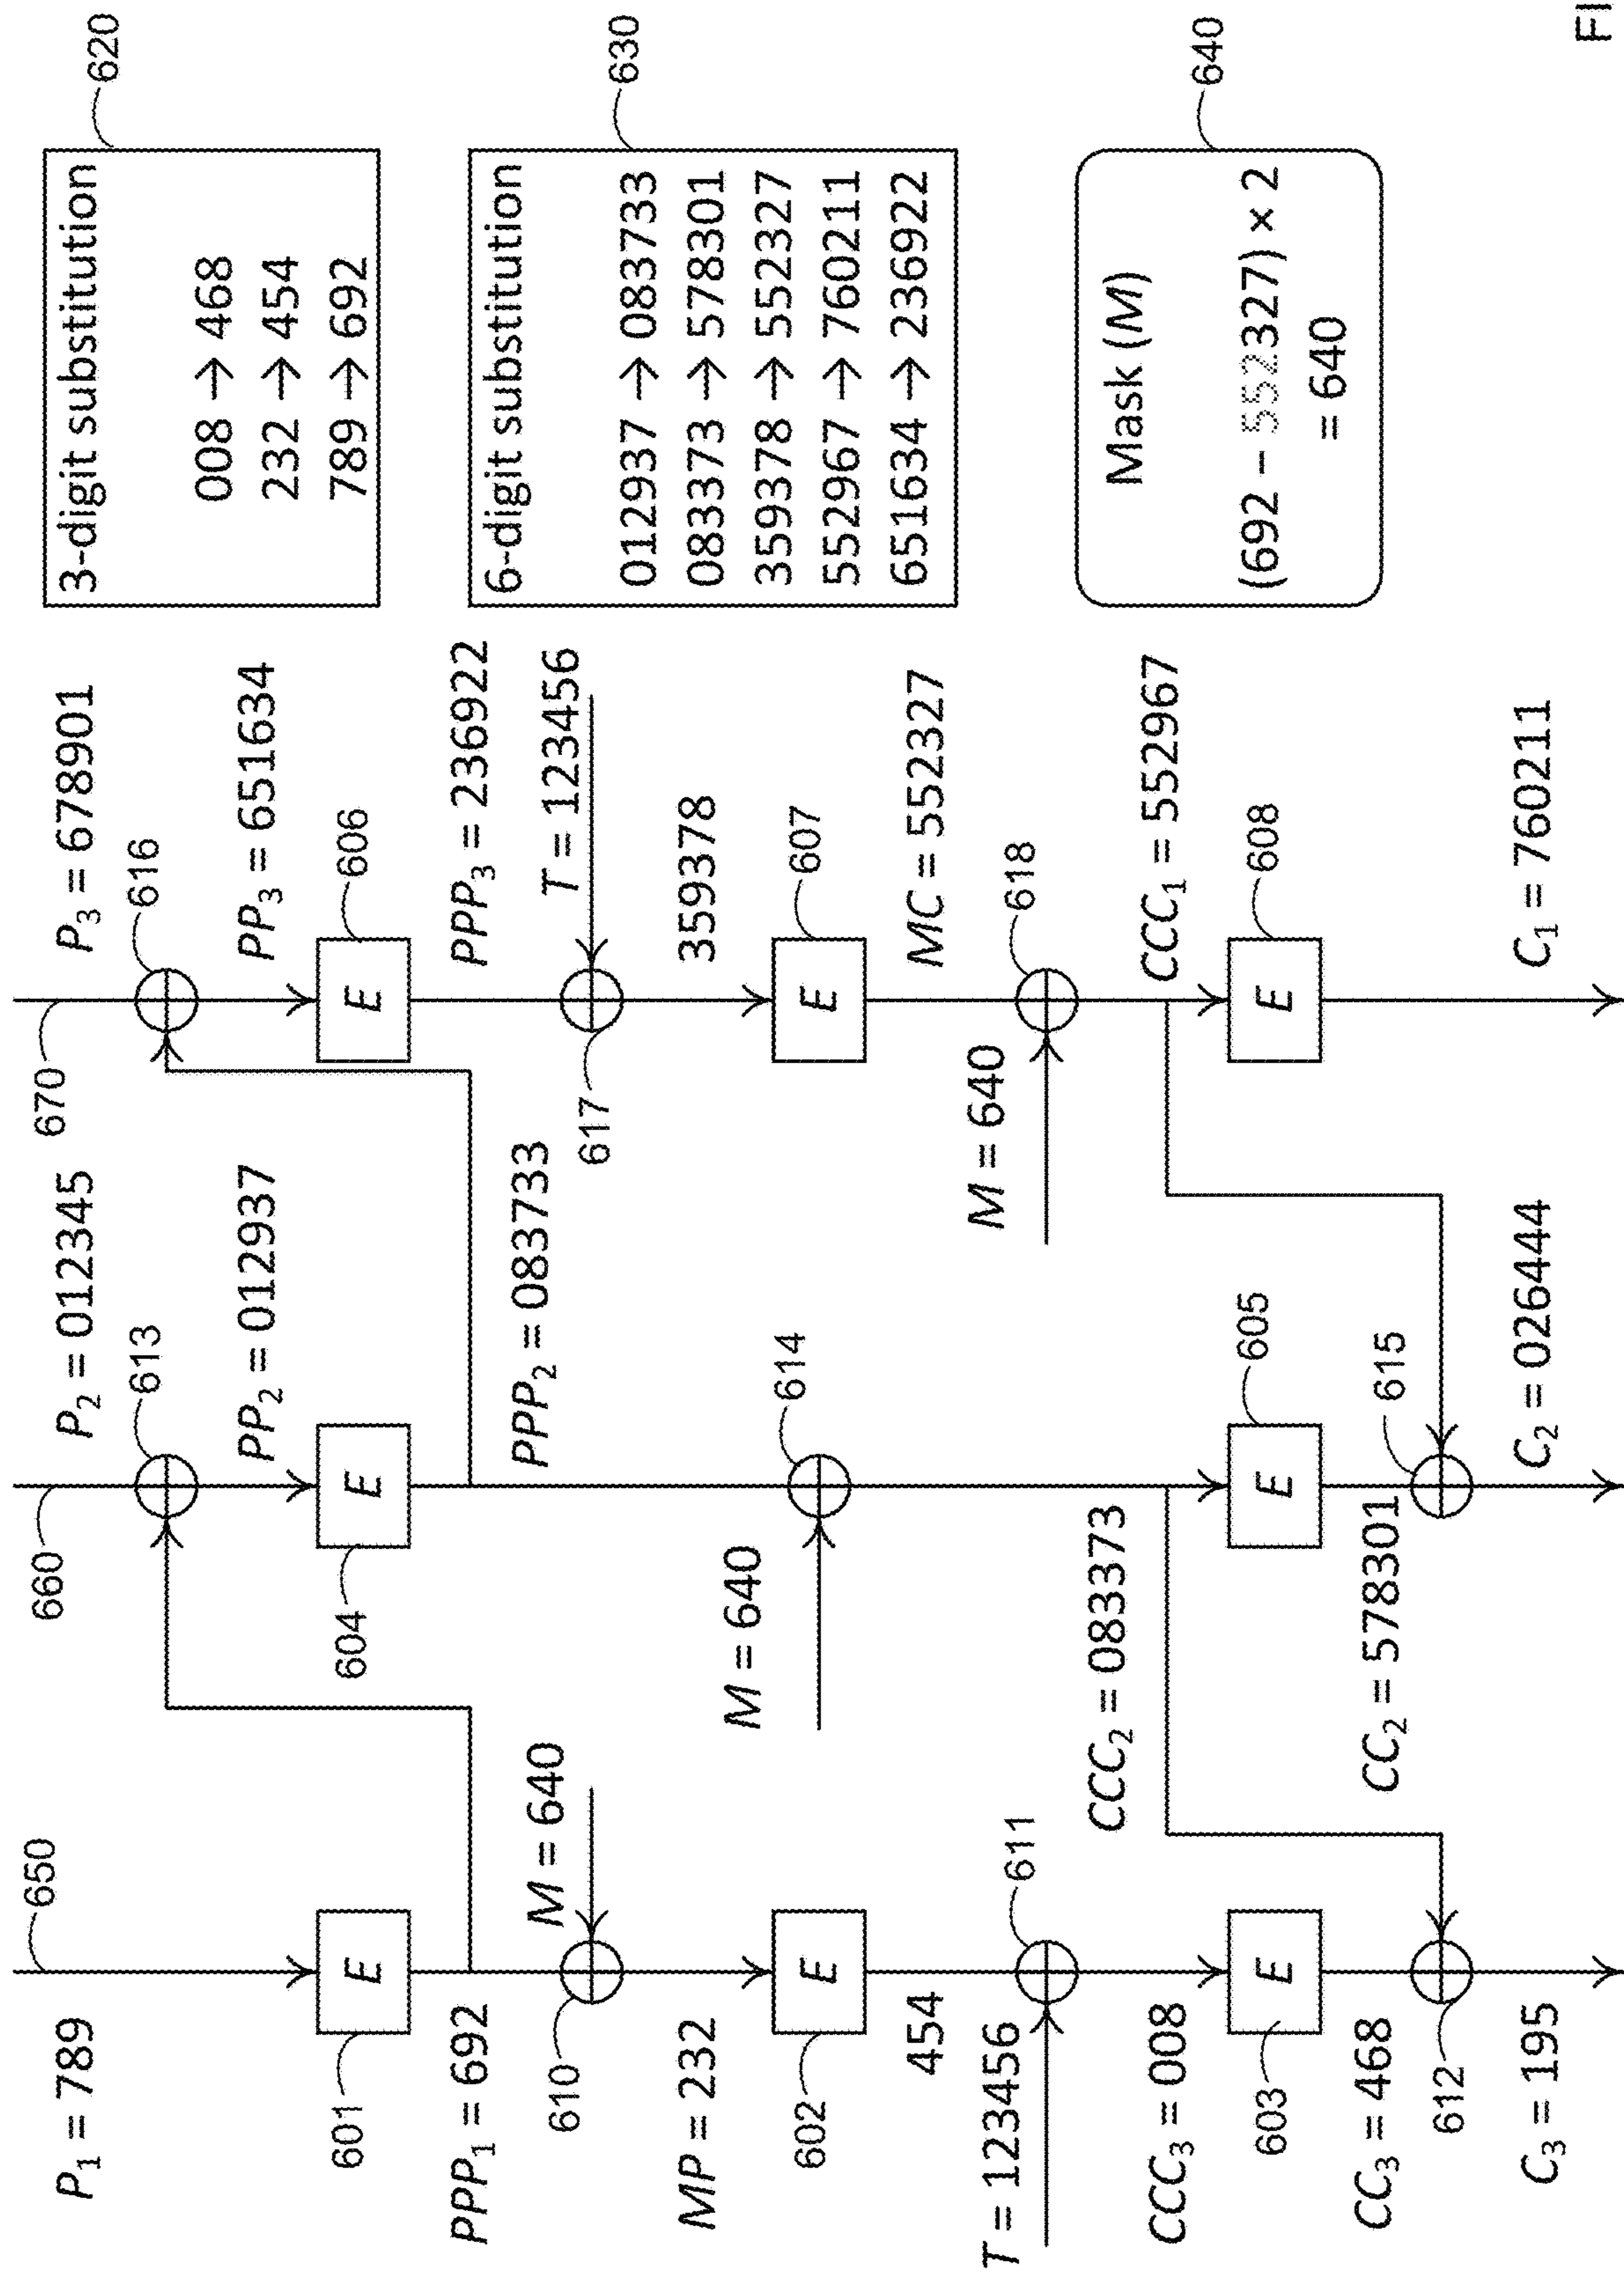 P1 = 789
650
601
E
PPP1 = 692
M = 640
610
MP = 232
602
E
454
T = 123456
611
CCC3 = 008
603
E
CC3 = 468
612
C3 = 195
660
P2 = 012345
613
PP2 = 012937
604
E
PPP2 = 083733
M = 640
614
CCC2 = 083373
605
E
CC2 = 578301
615
C2 = 026444
670
P3 = 678901
616
PP3 = 651634
606
E
PPP3 = 236922
T = 123456
617
359378
607
E
MC = 552327
M = 640
618
CCC1 = 552967
608
E
C1 = 760211
620
3-digit substitution
008 → 468
232 → 454
789 → 692
630
6-digit substitution
012937 → 083733
083373 → 578301
359378 → 552327
552967 → 760211
651634 → 236922
640
Mask (M)
(692 – 552327) × 2
= 640